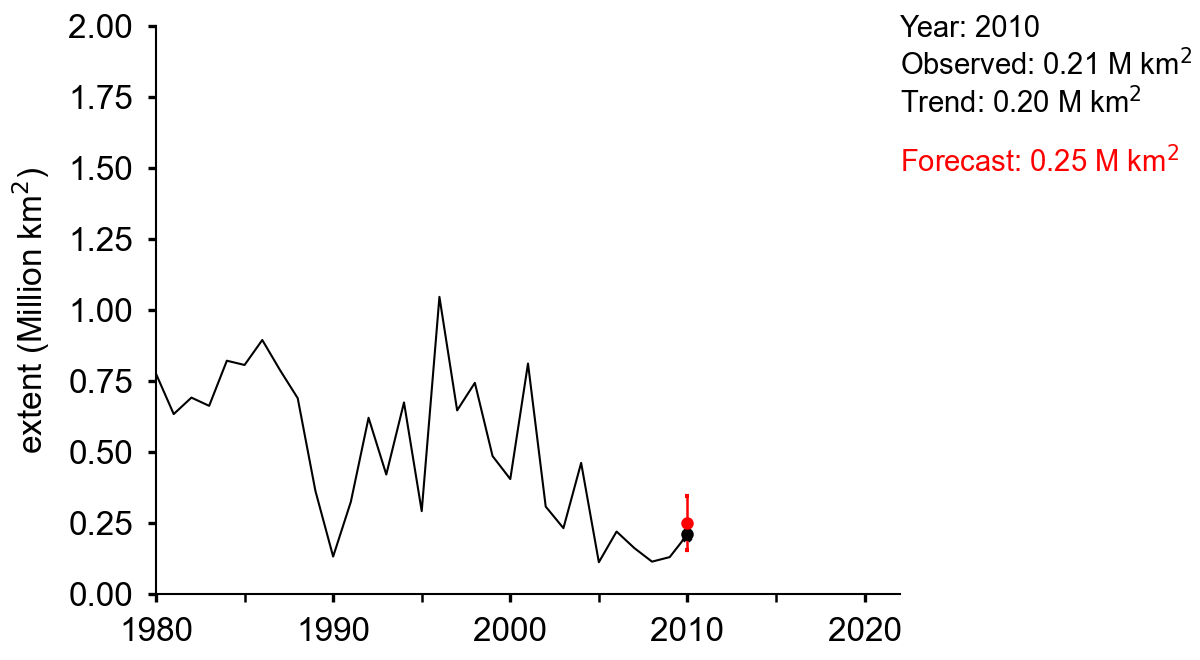 2.00
1.75
1.50
1.25
1.00
0.75
0.50
0.25
0.00
extent (Million km²)
1980 1990 2000 2010 2020
Year: 2010
Observed: 0.21 M km²
Trend: 0.20 M km²
Forecast: 0.25 M km²